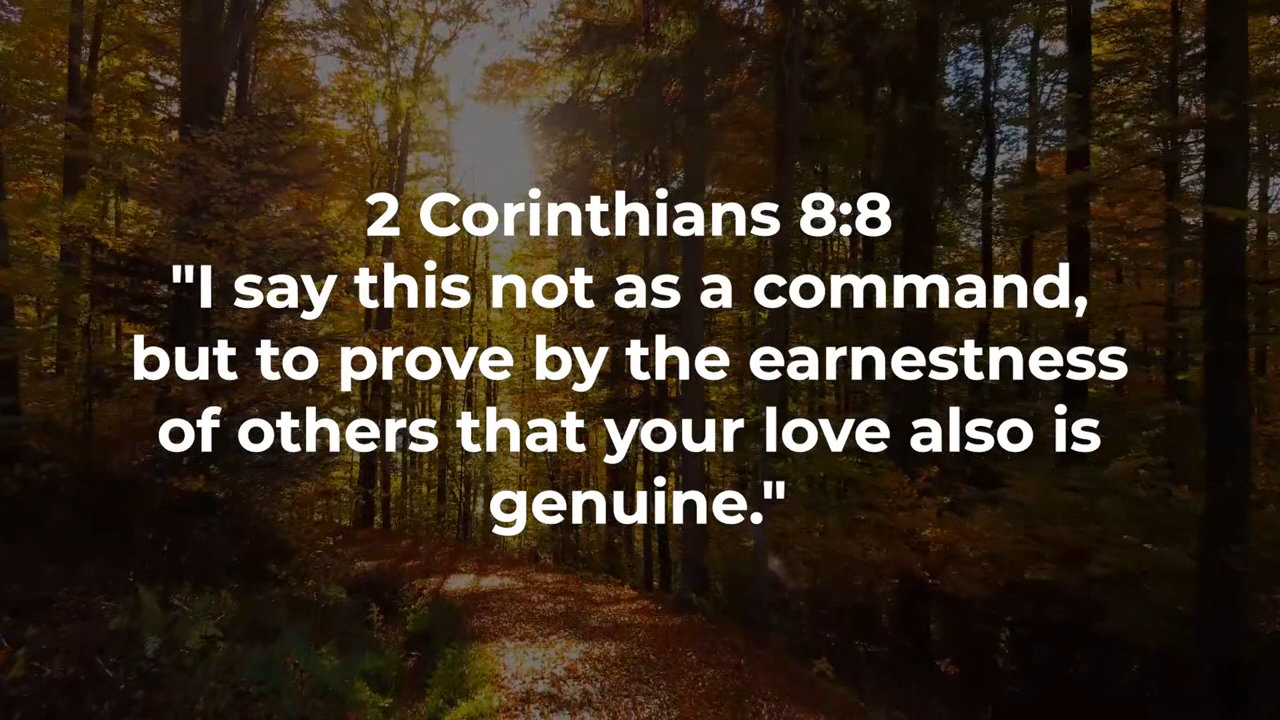 2 Corinthians 8:8
"I say this not as a command,
but to prove by the earnestness
of others that your love also is
genuine."